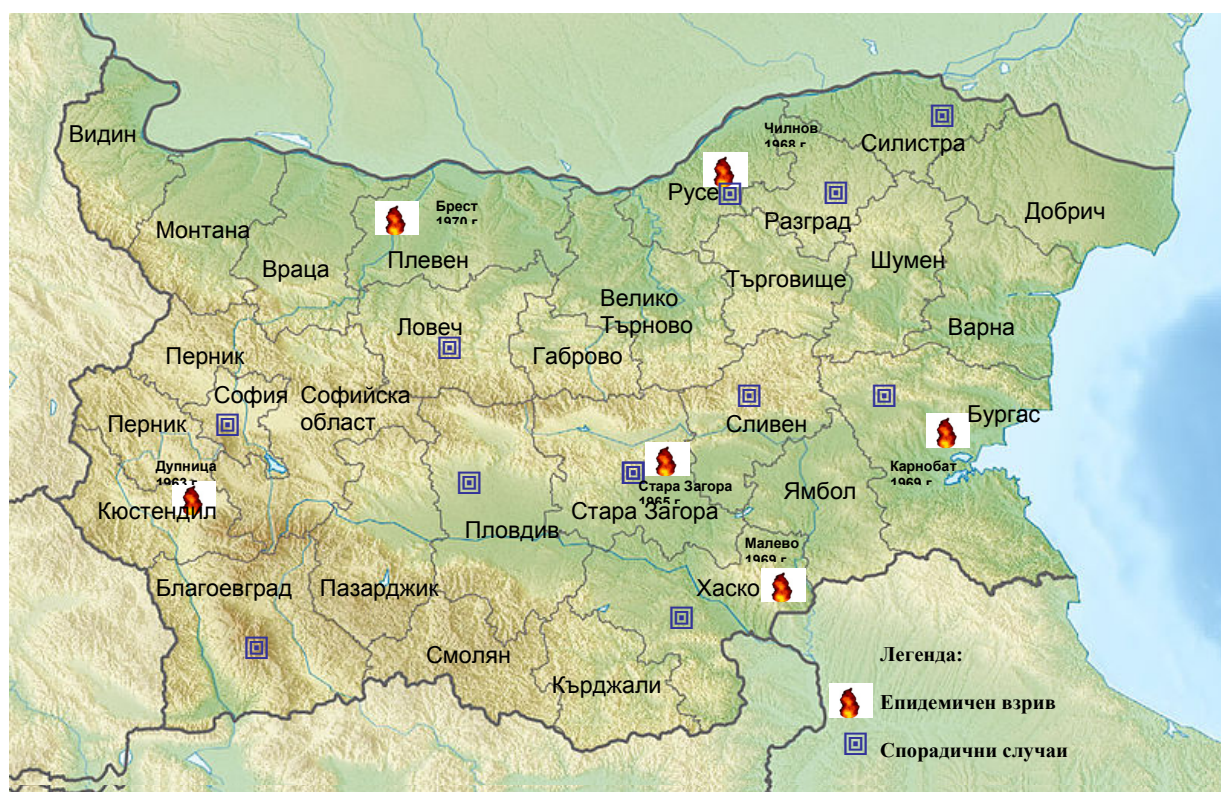 Видин
Чилнов
1968 г.
Силистра
Русе
Брест
1970 г.
Добрич
Монтана
Разград
Плевен
Враца
Шумен
Търговище
Велико
Търново
Ловеч
Варна
Перник
Габрово
София
Софийска
област
Перник
Сливен
Бургас
Дупница
1963 г.
Карнобат
1969 г.
Стара Загора
1965 г.
Ямбол
Кюстендил
Стара Загора
Пловдив
Малево
1969 г.
Благоевград
Пазарджик
Хаско
Смолян
Кърджали
Легенда:
Епидемичен взрив
Спорадични случаи